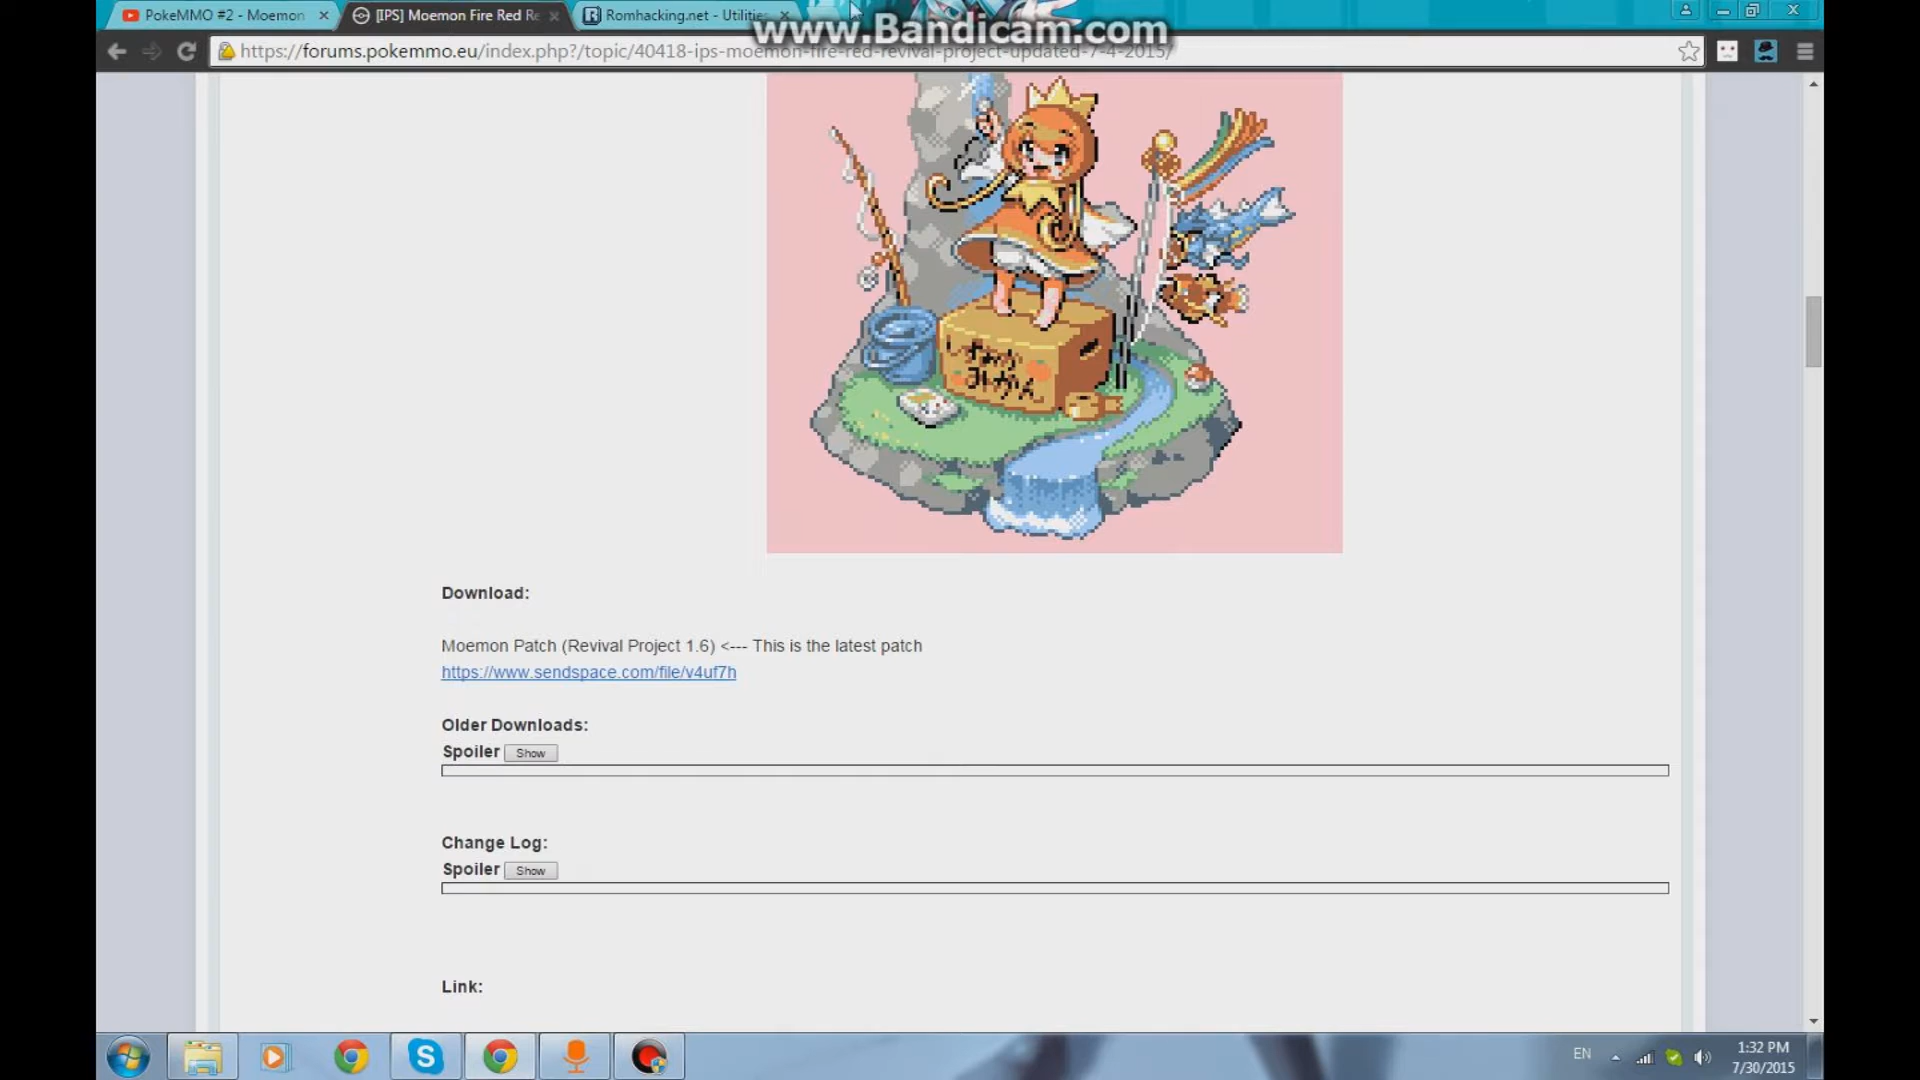 PokeMMO #2 - Moemon
[IPS] Moemon Fire Red Re
Romhacking.net - Utilities
www.Bandicam.com
https://forums.pokemmo.eu/index.php?/topic/40418-ips-moemon-fire-red-revival-project-updated-7-4-2015/
Download:
Moemon Patch (Revival Project 1.6) <--- This is the latest patch
https://www.sendspace.com/file/v4uf7h
Older Downloads:
Spoiler Show
Change Log:
Spoiler Show
Link:
EN
1:32 PM
7/30/2015